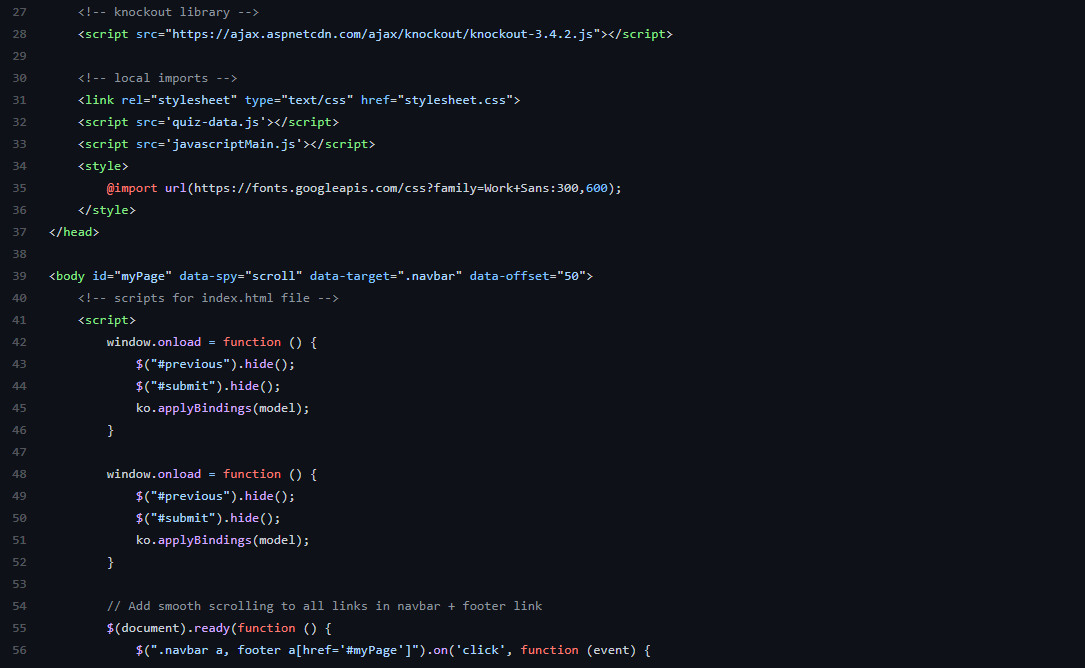 27 <!-- knockout library -->
28 <script src="https://ajax.aspnetcdn.com/ajax/knockout/knockout-3.4.2.js"></script>
29
30 <!-- local imports -->
31 <link rel="stylesheet" type="text/css" href="stylesheet.css">
32 <script src='quiz-data.js'></script>
33 <script src='javascriptMain.js'></script>
34 <style>
35 @import url(https://fonts.googleapis.com/css?family=Work+Sans:300,600);
36 </style>
37 </head>
38
39 <body id="myPage" data-spy="scroll" data-target=".navbar" data-offset="50">
40 <!-- scripts for index.html file -->
41 <script>
42 window.onload = function () {
43 $("#previous").hide();
44 $("#submit").hide();
45 ko.applyBindings(model);
46 }
47
48 window.onload = function () {
49 $("#previous").hide();
50 $("#submit").hide();
51 ko.applyBindings(model);
52 }
53
54 // Add smooth scrolling to all links in navbar + footer link
55 $(document).ready(function () {
56 $(".navbar a, footer a[href='#myPage']").on('click', function (event) {